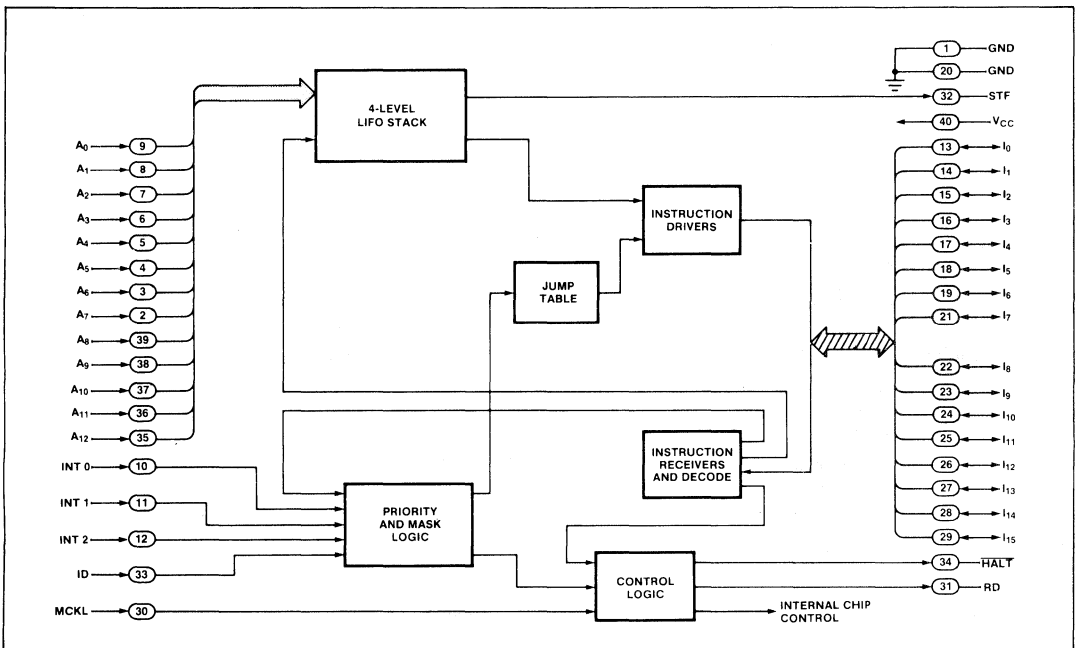 1 GND
20 GND
4-LEVEL
LIFO STACK
32 STF
40 VCC
A0 9
A1 8
A2 7
A3 6
A4 5
A5 4
A6 3
A7 2
A8 39
A9 38
A10 37
A11 36
A12 35
INT 0 10
INT 1 11
INT 2 12
ID 33
MCKL 30
INSTRUCTION
DRIVERS
JUMP
TABLE
INSTRUCTION
RECEIVERS
AND DECODE
PRIORITY
AND MASK
LOGIC
CONTROL
LOGIC
INTERNAL CHIP
CONTROL
13 I0
14 I1
15 I2
16 I3
17 I4
18 I5
19 I6
21 I7
22 I8
23 I9
24 I10
25 I11
26 I12
27 I13
28 I14
29 I15
34 HALT
31 RD